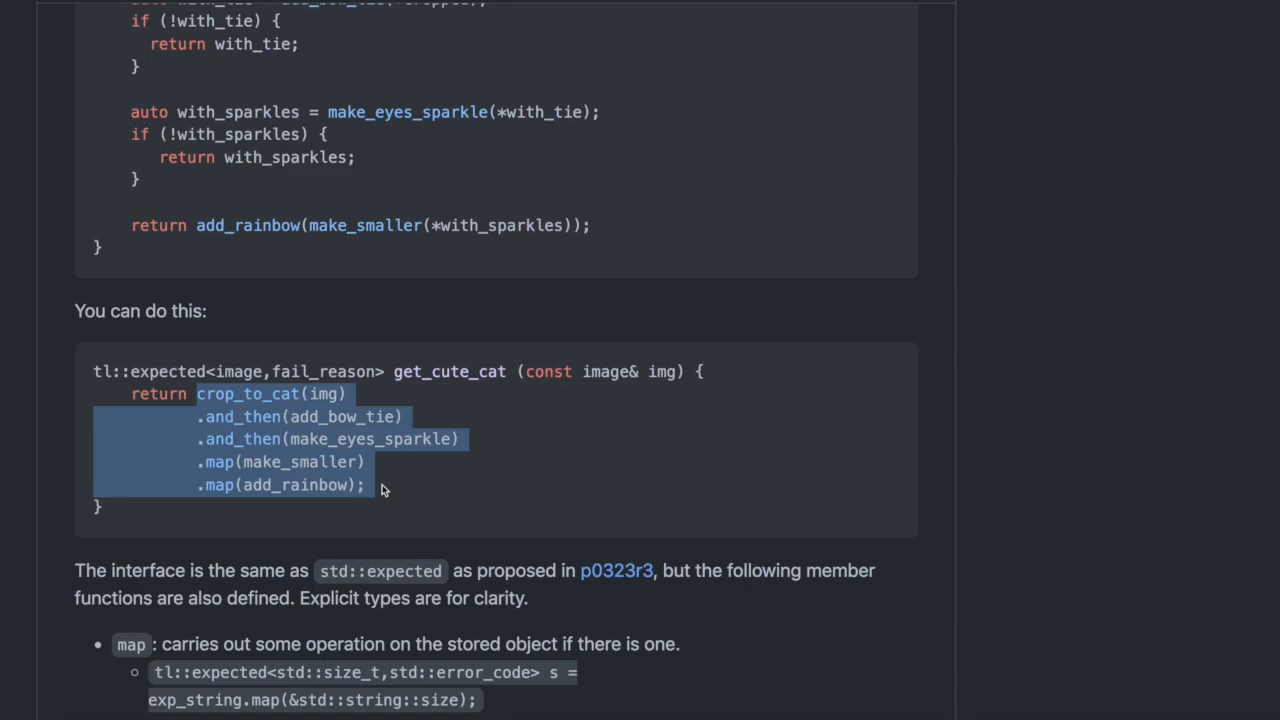 if (!with_tie) {
return with_tie;
}
auto with_sparkles = make_eyes_sparkle(*with_tie);
if (!with_sparkles) {
return with_sparkles;
}
return add_rainbow(make_smaller(*with_sparkles));
}
You can do this:
tl::expected<image,fail_reason> get_cute_cat (const image& img) {
return crop_to_cat(img)
.and_then(add_bow_tie)
.and_then(make_eyes_sparkle)
.map(make_smaller)
.map(add_rainbow);
}
The interface is the same as std::expected as proposed in p0323r3, but the following member
functions are also defined. Explicit types are for clarity.
• map : carries out some operation on the stored object if there is one.
◦ tl::expected<std::size_t,std::error_code> s =
exp_string.map(&std::string::size);